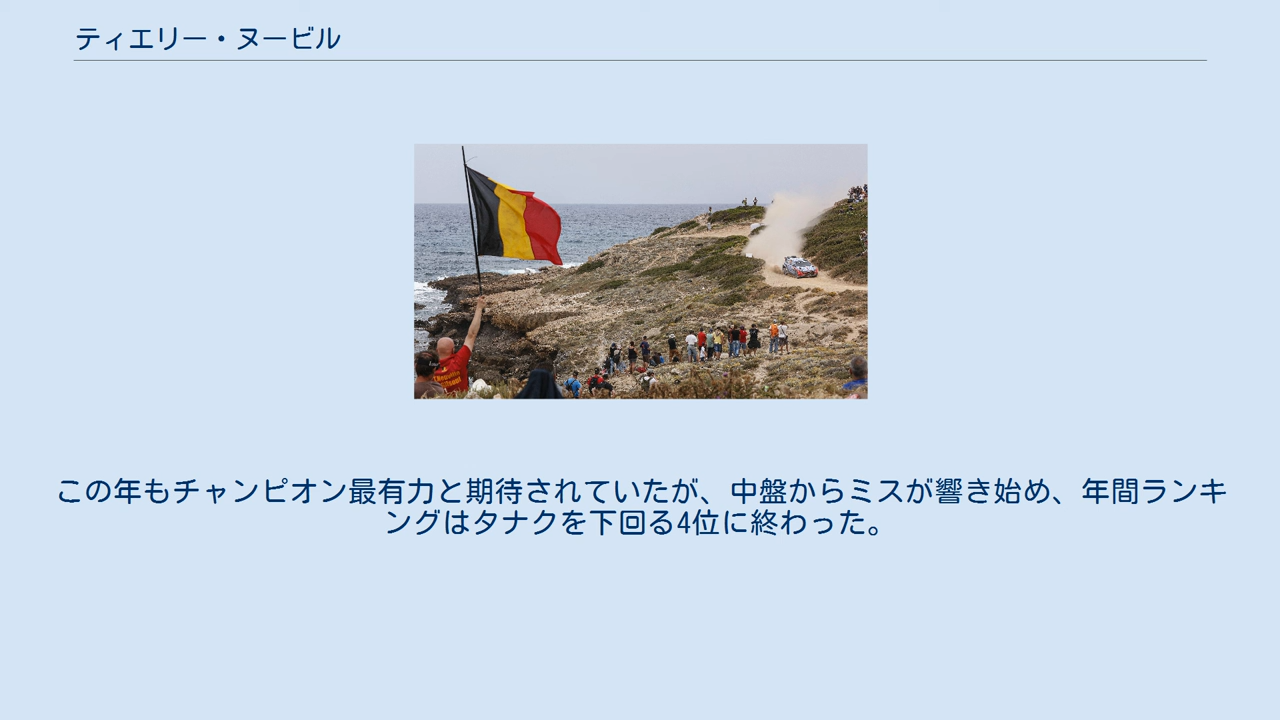 ティエリー・ヌービル
この年もチャンピオン最有力と期待されていたが、中盤からミスが響き始め、年間ランキ
ングはタナクを下回る4位に終わった。